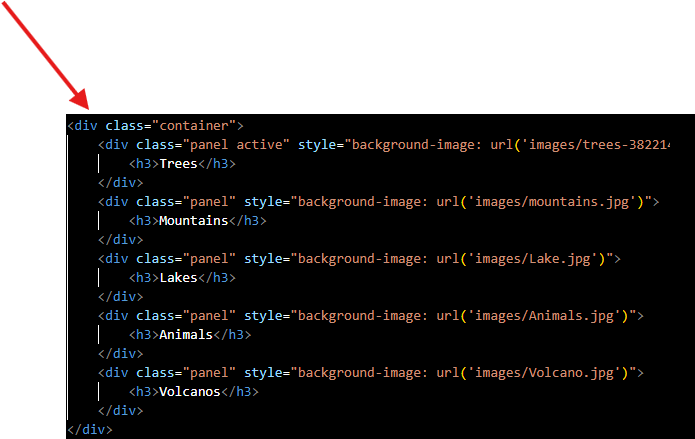 <div class="container">
<div class="panel active" style="background-image: url('images/trees-382214
<h3>Trees</h3>
</div>
<div class="panel" style="background-image: url('images/mountains.jpg')">
<h3>Mountains</h3>
</div>
<div class="panel" style="background-image: url('images/Lake.jpg')">
<h3>Lakes</h3>
</div>
<div class="panel" style="background-image: url('images/Animals.jpg')">
<h3>Animals</h3>
</div>
<div class="panel" style="background-image: url('images/Volcano.jpg')">
<h3>Volcanos</h3>
</div>
</div>